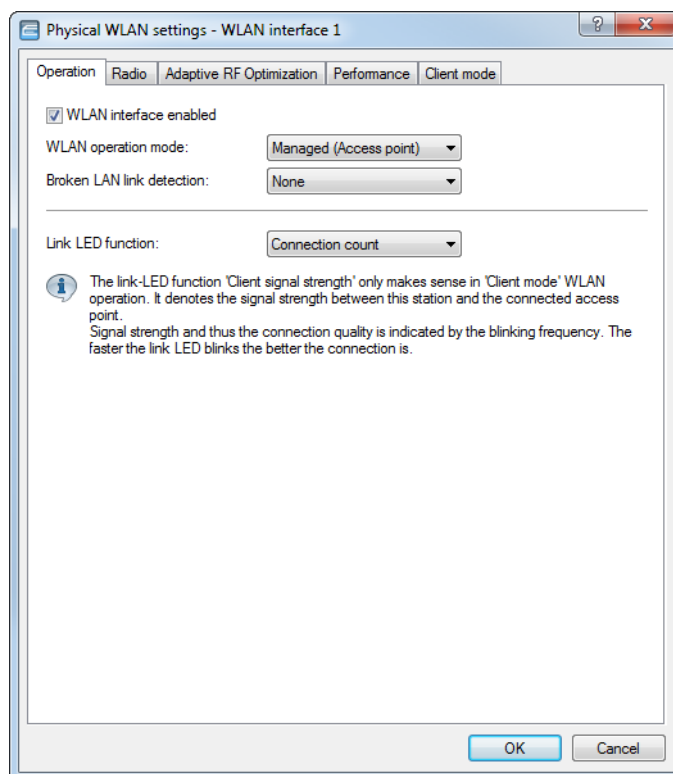 Physical WLAN settings - WLAN interface 1
?
Operation Radio Adaptive RF Optimization Performance Client mode
WLAN interface enabled
WLAN operation mode: Managed (Access point)
Broken LAN link detection: None
Link LED function: Connection count
The link-LED function 'Client signal strength' only makes sense in 'Client mode' WLAN
operation. It denotes the signal strength between this station and the connected access
point.
Signal strength and thus the connection quality is indicated by the blinking frequency. The
faster the link LED blinks the better the connection is.
OK Cancel